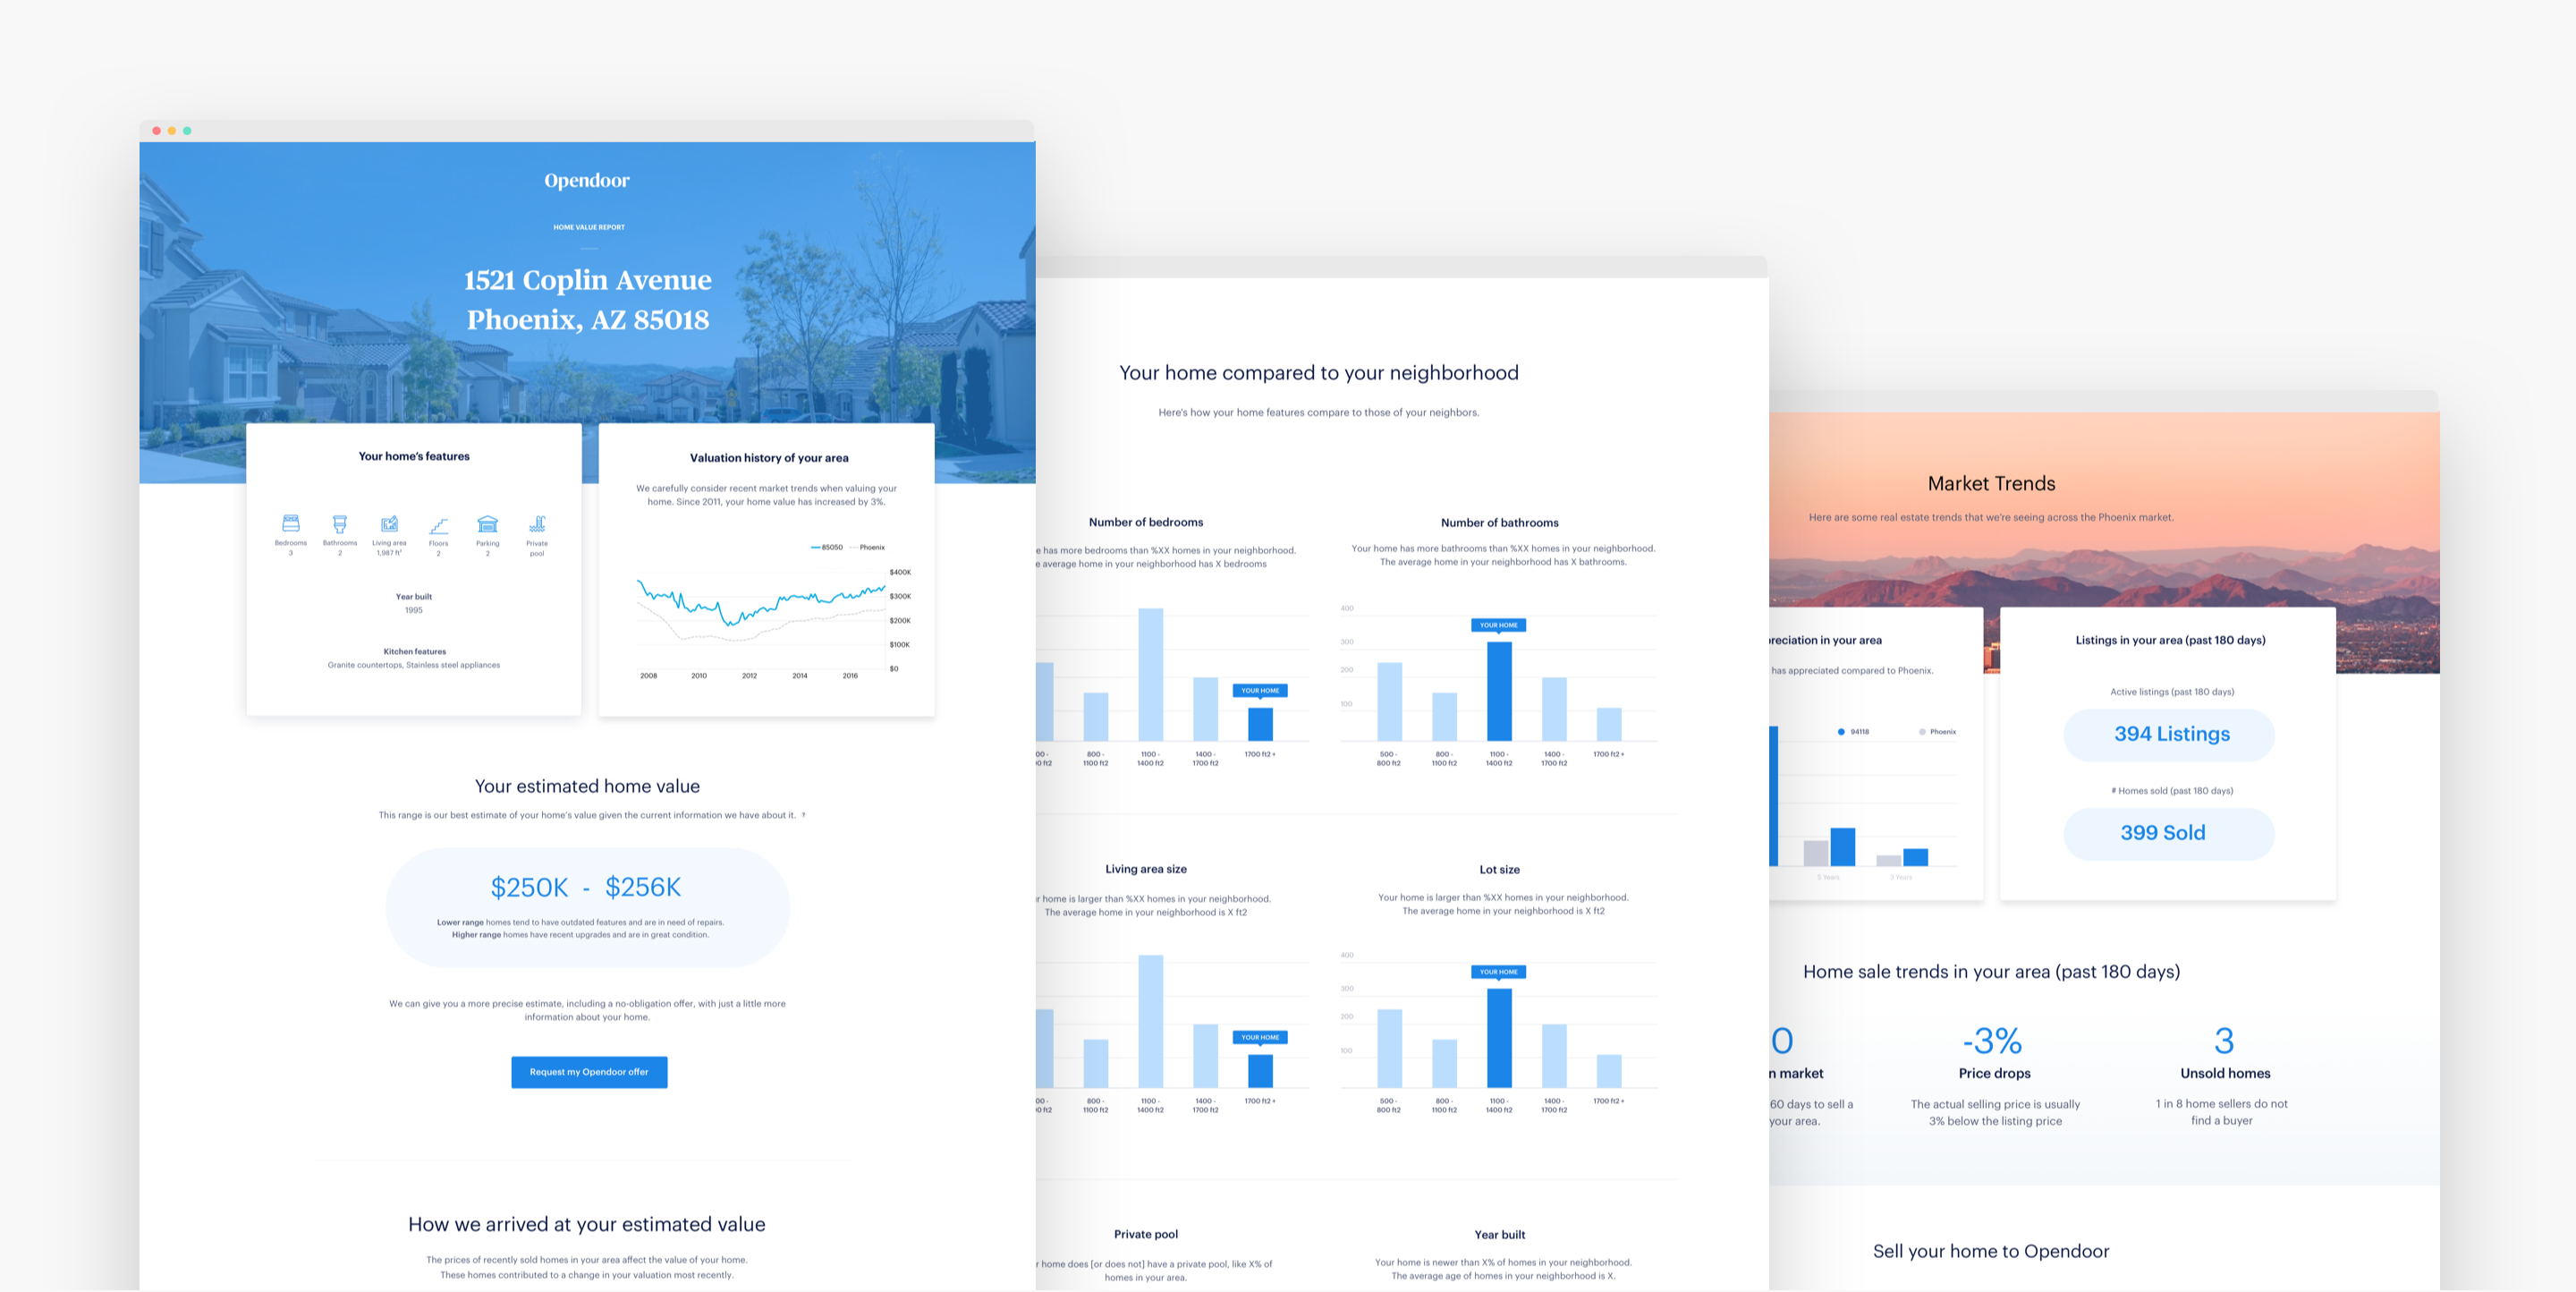 Opendoor
HOME VALUE REPORT
1521 Coplin Avenue
Phoenix, AZ 85018
Your home's features
Bedrooms
3
Bathrooms
2
Living area
1,987 ft²
Floors
2
Parking
2
Private
pool
Year built
1995
Kitchen features
Granite countertops, Stainless steel appliances
Valuation history of your area
We carefully consider recent market trends when valuing your
home. Since 2011, your home value has increased by 3%.
85050 Phoenix
$400K
$300K
$200K
$100K
$0
2008 2010 2012 2014 2016
Your estimated home value
This range is our best estimate of your home's value given the current information we have about it. ?
$250K - $256K
Lower range homes tend to have outdated features and are in need of repairs.
Higher range homes have recent upgrades and are in great condition.
We can give you a more precise estimate, including a no-obligation offer, with just a little more
information about your home.
Request my Opendoor offer
How we arrived at your estimated value
The prices of recently sold homes in your area affect the value of your home.
These homes contributed to a change in your valuation most recently.
Your home compared to your neighborhood
Here's how your home features compare to those of your neighbors.
Number of bedrooms
e has more bedrooms than %XX homes in your neighborhood.
e average home in your neighborhood has X bedrooms
YOUR HOME
00 - 800 - 1100 - 1400 - 1700 ft2 +
0 ft2 1100 ft2 1400 ft2 1700 ft2
Number of bathrooms
Your home has more bathrooms than %XX homes in your neighborhood.
The average home in your neighborhood has X bathrooms.
400
300
200
100
YOUR HOME
500 - 800 - 1100 - 1400 - 1700 ft2 +
800 ft2 1100 ft2 1400 ft2 1700 ft2
Living area size
r home is larger than %XX homes in your neighborhood.
The average home in your neighborhood is X ft2
YOUR HOME
00 - 800 - 1100 - 1400 - 1700 ft2 +
0 ft2 1100 ft2 1400 ft2 1700 ft2
Lot size
Your home is larger than %XX homes in your neighborhood.
The average home in your neighborhood is X ft2
400
300
200
100
YOUR HOME
500 - 800 - 1100 - 1400 - 1700 ft2 +
800 ft2 1100 ft2 1400 ft2 1700 ft2
Private pool
r home does [or does not] have a private pool, like X% of
homes in your area.
Year built
Your home is newer than X% of homes in your neighborhood.
The average age of homes in your neighborhood is X.
Market Trends
Here are some real estate trends that we're seeing across the Phoenix market.
reciation in your area
has appreciated compared to Phoenix.
94118 Phoenix
5 Years 3 Years
Listings in your area (past 180 days)
Active listings (past 180 days)
394 Listings
# Homes sold (past 180 days)
399 Sold
Home sale trends in your area (past 180 days)
0
n market
60 days to sell a
your area.
-3%
Price drops
The actual selling price is usually
3% below the listing price
3
Unsold homes
1 in 8 home sellers do not
find a buyer
Sell your home to Opendoor